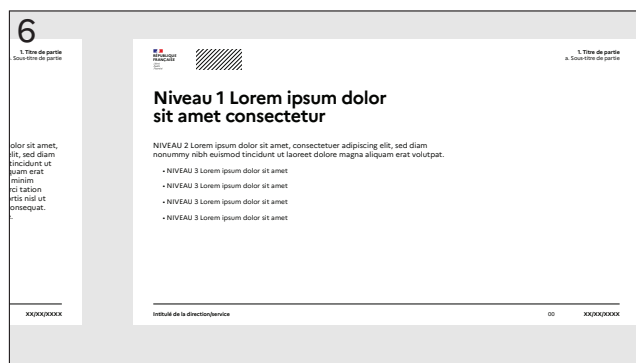 6
1. Titre de partie
. Sous-titre de partie
olor sit amet,
elit, sed diam
tincidunt ut
quam erat
minim
rci tation
ortis nisl ut
onsequat.
XX/XX/XXXX
RÉPUBLIQUE
FRANÇAISE
1. Titre de partie
a. Sous-titre de partie
Niveau 1 Lorem ipsum dolor
sit amet consectetur
NIVEAU 2 Lorem ipsum dolor sit amet, consectetuer adipiscing elit, sed diam
nonummy nibh euismod tincidunt ut laoreet dolore magna aliquam erat volutpat.
• NIVEAU 3 Lorem ipsum dolor sit amet
• NIVEAU 3 Lorem ipsum dolor sit amet
• NIVEAU 3 Lorem ipsum dolor sit amet
• NIVEAU 3 Lorem ipsum dolor sit amet
Intitulé de la direction/service
00
XX/XX/XXXX